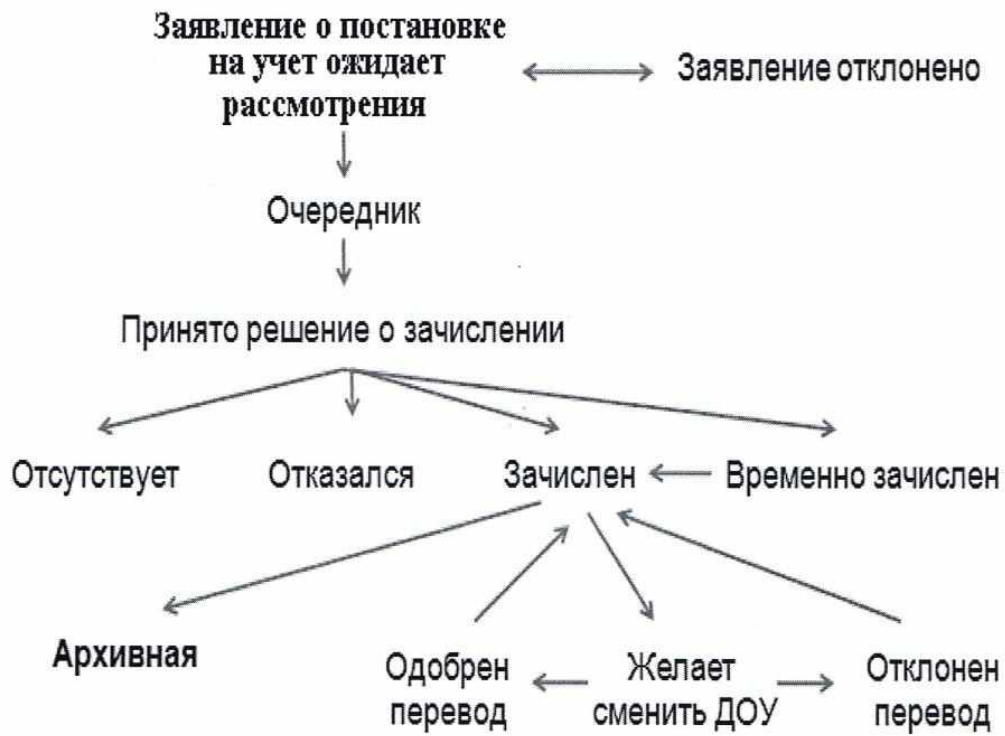 Заявление о постановке
на учет ожидает
рассмотрения
Заявление отклонено
Очередник
Принято решение о зачислении
Отсутствует
Отказался
Зачислен
Временно зачислен
Архивная
Одобрен
перевод
Желает
сменить ДОУ
Отклонен
перевод